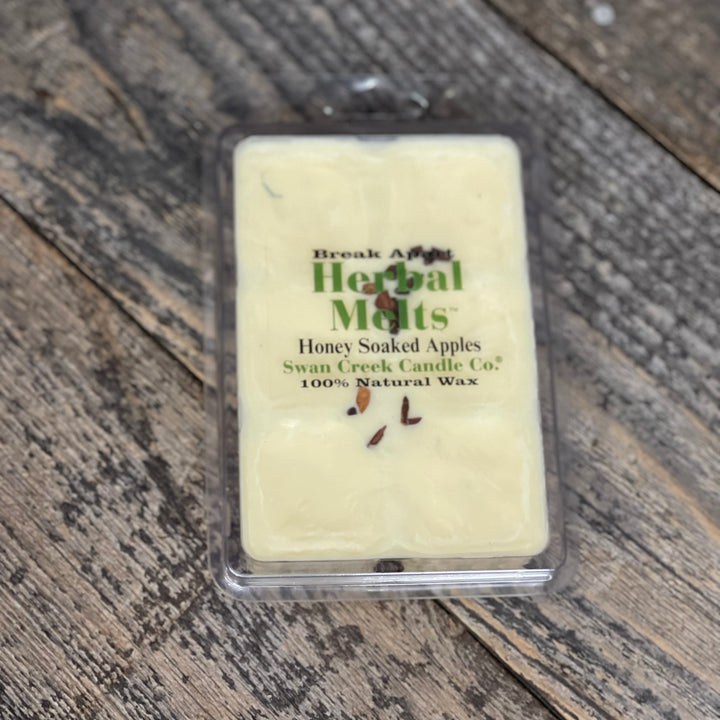 Break Apart
Herbal
Melts™
Honey Soaked Apples
Swan Creek Candle Co.®
100% Natural Wax